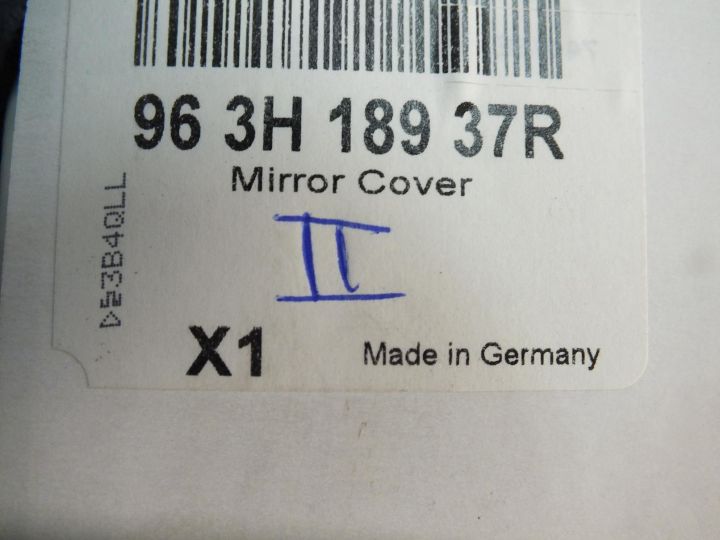 96 3H 189 37R
Mirror Cover
II
3B4QLL
X1
Made in Germany